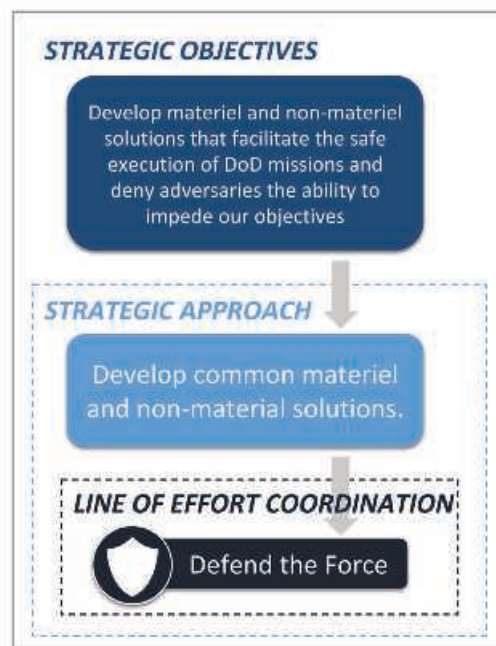 STRATEGIC OBJECTIVES
Develop materiel and non-materiel
solutions that facilitate the safe
execution of DoD missions and
deny adversaries the ability to
impede our objectives
STRATEGIC APPROACH
Develop common materiel
and non-material solutions.
LINE OF EFFORT COORDINATION
Defend the Force